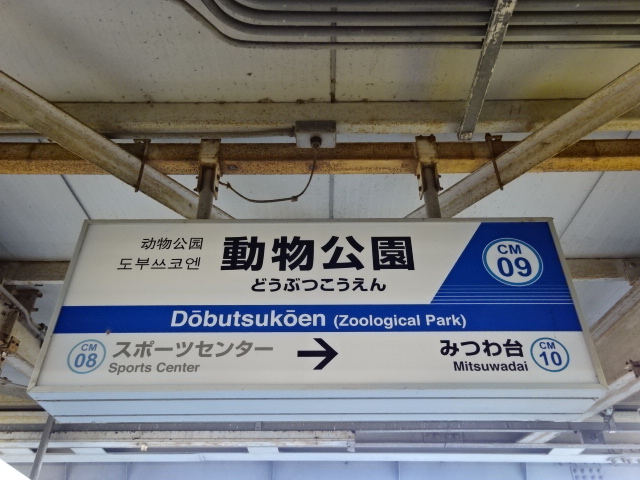 动物公园
도부쓰코엔
動物公園
どうぶつこうえん
CM
09
Dōbutsukōen (Zoological Park)
CM
08
スポーツセンター
Sports Center
→
みつわ台
Mitsuwadai
CM
10